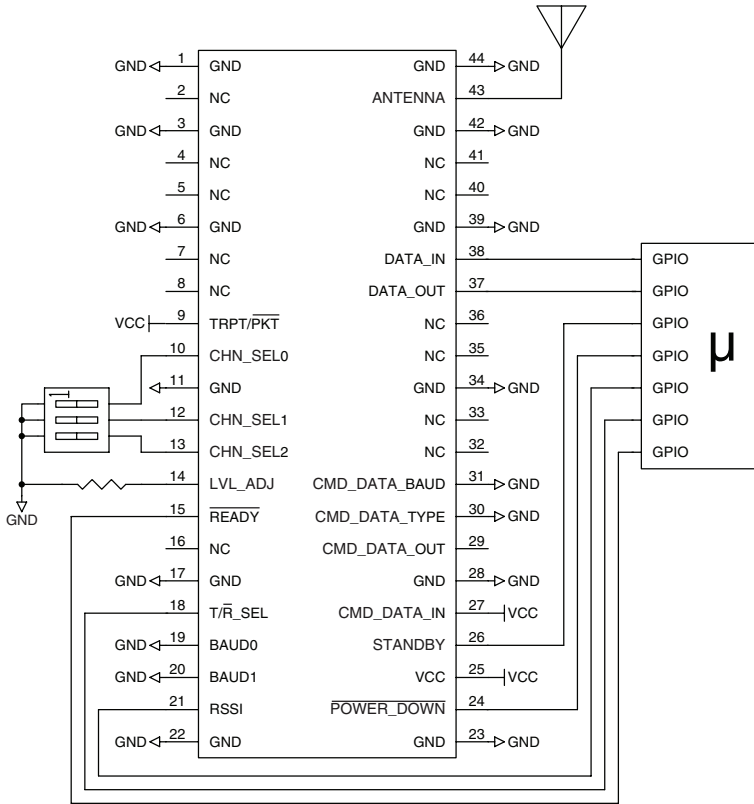 GND 1 GND GND 44 GND
2 NC ANTENNA 43
GND 3 GND GND 42 GND
4 NC NC 41
5 NC NC 40
GND 6 GND GND 39 GND
7 NC DATA_IN 38 GPIO
8 NC DATA_OUT 37 GPIO
VCC 9 TRPT/PKT NC 36 GPIO
10 CHN_SEL0 NC 35 GPIO
11 GND GND 34 GND GPIO
1
12 CHN_SEL1 NC 33 GPIO
13 CHN_SEL2 NC 32 GPIO
µ
14 LVL_ADJ CMD_DATA_BAUD 31 GND
GND 15 READY CMD_DATA_TYPE 30 GND
16 NC CMD_DATA_OUT 29
GND 17 GND GND 28 GND
18 T/R_SEL CMD_DATA_IN 27 VCC
GND 19 BAUD0 STANDBY 26
GND 20 BAUD1 VCC 25 VCC
21 RSSI POWER_DOWN 24
GND 22 GND GND 23 GND